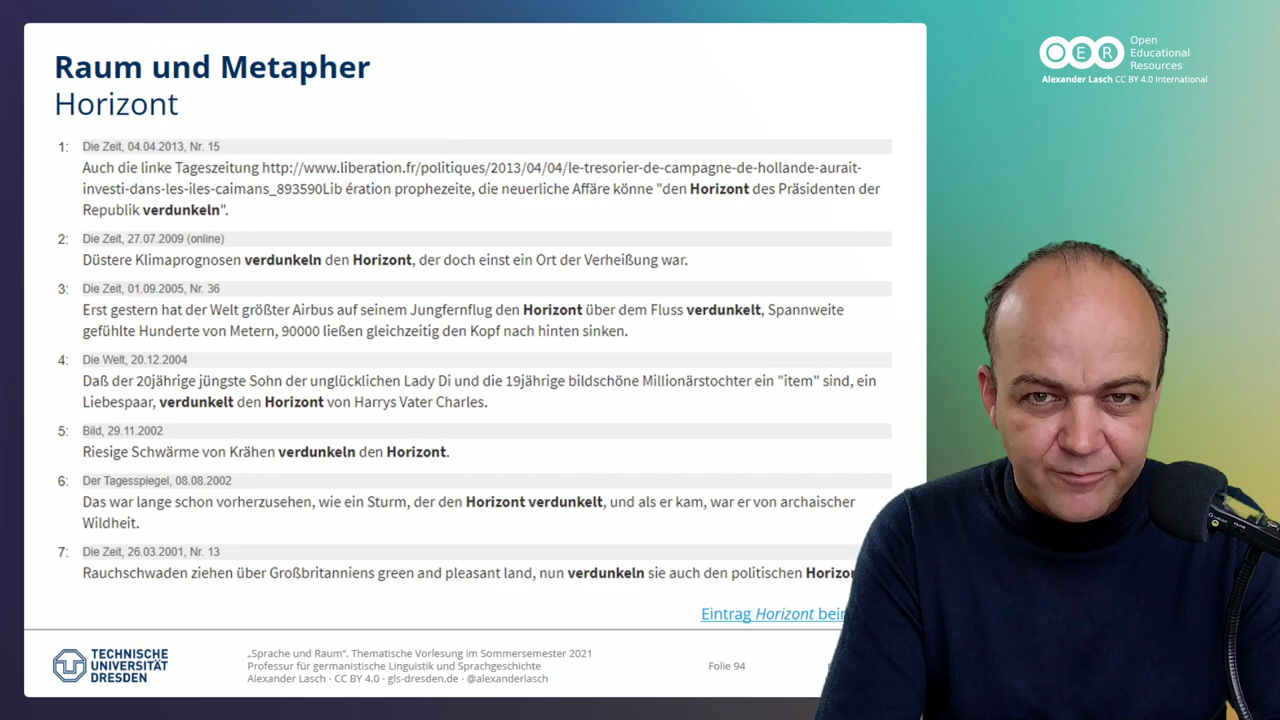 Raum und Metapher
Horizont
1: Die Zeit, 04.04.2013, Nr. 15
Auch die linke Tageszeitung http://www.liberation.fr/politiques/2013/04/04/le-tresorier-de-campagne-de-hollande-aurait-
investi-dans-les-iles-caimans_893590Lib ération prophezeite, die neuerliche Affäre könne "den Horizont des Präsidenten der
Republik verdunkeln".
2: Die Zeit, 27.07.2009 (online)
Düstere Klimaprognosen verdunkeln den Horizont, der doch einst ein Ort der Verheißung war.
3: Die Zeit, 01.09.2005, Nr. 36
Erst gestern hat der Welt größter Airbus auf seinem Jungfernflug den Horizont über dem Fluss verdunkelt, Spannweite
gefühlte Hunderte von Metern, 90000 ließen gleichzeitig den Kopf nach hinten sinken.
4: Die Welt, 20.12.2004
Daß der 20jährige jüngste Sohn der unglücklichen Lady Di und die 19jährige bildschöne Millionärstochter ein "item" sind, ein
Liebespaar, verdunkelt den Horizont von Harrys Vater Charles.
5: Bild, 29.11.2002
Riesige Schwärme von Krähen verdunkeln den Horizont.
6: Der Tagesspiegel, 08.08.2002
Das war lange schon vorherzusehen, wie ein Sturm, der den Horizont verdunkelt, und als er kam, war er von archaischer
Wildheit.
7: Die Zeit, 26.03.2001, Nr. 13
Rauchschwaden ziehen über Großbritanniens green and pleasant land, nun verdunkeln sie auch den politischen
Eintrag Horizont
TECHNISCHE
UNIVERSITÄT
DRESDEN
„Sprache und Raum“. Thematische Vorlesung im Sommersemester 2021
Professur für germanistische Linguistik und Sprachgeschichte
Alexander Lasch · CC BY 4.0 · gls-dresden.de · @alexanderlasch
Folie 94
OER
Open
Educational
Resources
Alexander Lasch CC BY 4.0 International